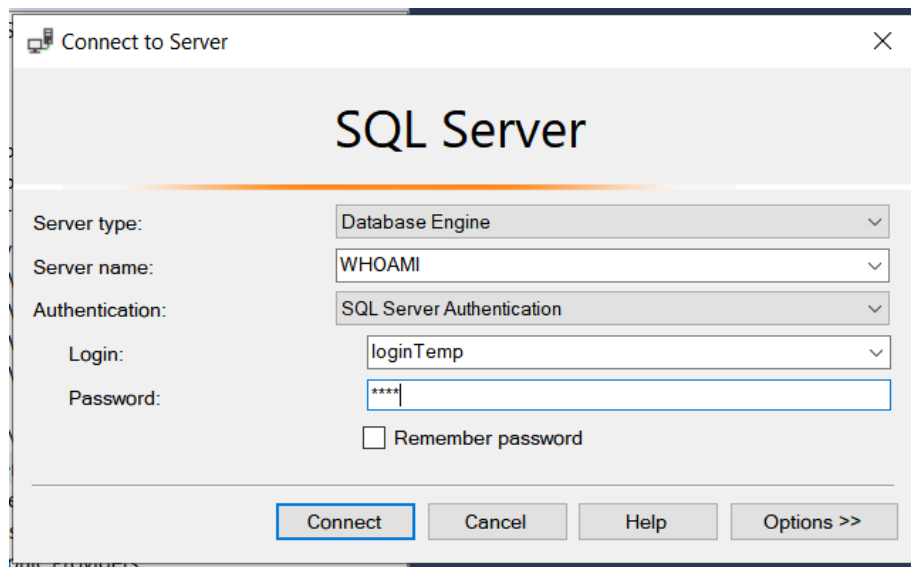 Connect to Server
SQL Server
Server type: Database Engine
Server name: WHOAMI
Authentication: SQL Server Authentication
Login: loginTemp
Password: ****
Remember password
Connect Cancel Help Options >>